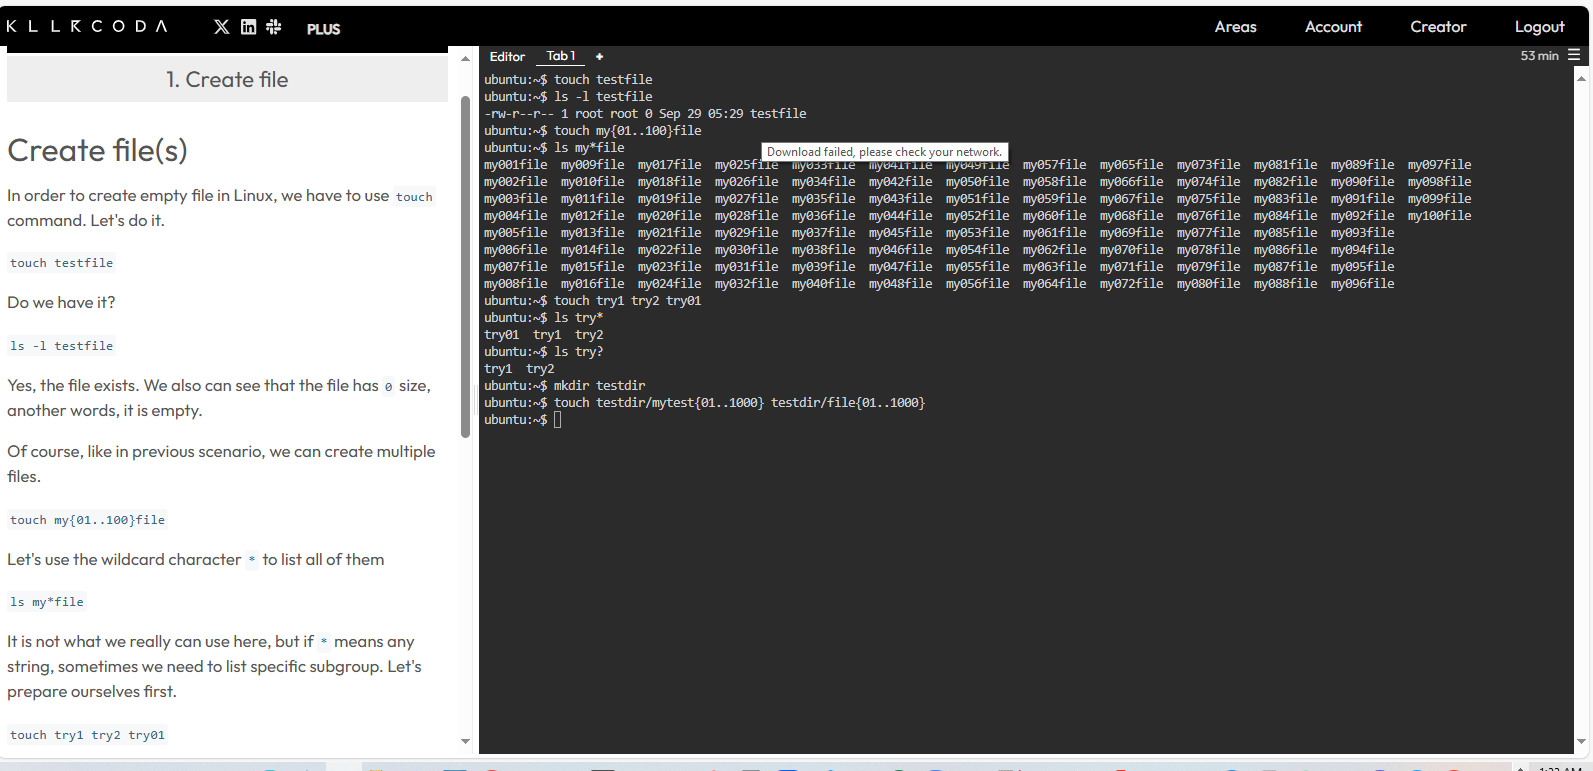 KLLRCODA PLUS Areas Account Creator Logout
1. Create file
Create file(s)
In order to create empty file in Linux, we have to use touch
command. Let's do it.
touch testfile
Do we have it?
ls -l testfile
Yes, the file exists. We also can see that the file has 0 size,
another words, it is empty.
Of course, like in previous scenario, we can create multiple
files.
touch my{01..100}file
Let's use the wildcard character * to list all of them
ls my*file
It is not what we really can use here, but if * means any
string, sometimes we need to list specific subgroup. Let's
prepare ourselves first.
touch try1 try2 try01
Editor Tab 1 + 53 min
ubuntu:~$ touch testfile
ubuntu:~$ ls -l testfile
-rw-r--r-- 1 root root 0 Sep 29 05:29 testfile
ubuntu:~$ touch my{01..100}file
ubuntu:~$ ls my*file
Download failed, please check your network.
my001file my009file my017file my025file my033file my041file my049file my057file my065file my073file my081file my089file my097file
my002file my010file my018file my026file my034file my042file my050file my058file my066file my074file my082file my090file my098file
my003file my011file my019file my027file my035file my043file my051file my059file my067file my075file my083file my091file my099file
my004file my012file my020file my028file my036file my044file my052file my060file my068file my076file my084file my092file my100file
my005file my013file my021file my029file my037file my045file my053file my061file my069file my077file my085file my093file
my006file my014file my022file my030file my038file my046file my054file my062file my070file my078file my086file my094file
my007file my015file my023file my031file my039file my047file my055file my063file my071file my079file my087file my095file
my008file my016file my024file my032file my040file my048file my056file my064file my072file my080file my088file my096file
ubuntu:~$ touch try1 try2 try01
ubuntu:~$ ls try*
try01 try1 try2
ubuntu:~$ ls try?
try1 try2
ubuntu:~$ mkdir testdir
ubuntu:~$ touch testdir/mytest{01..1000} testdir/file{01..1000}
ubuntu:~$